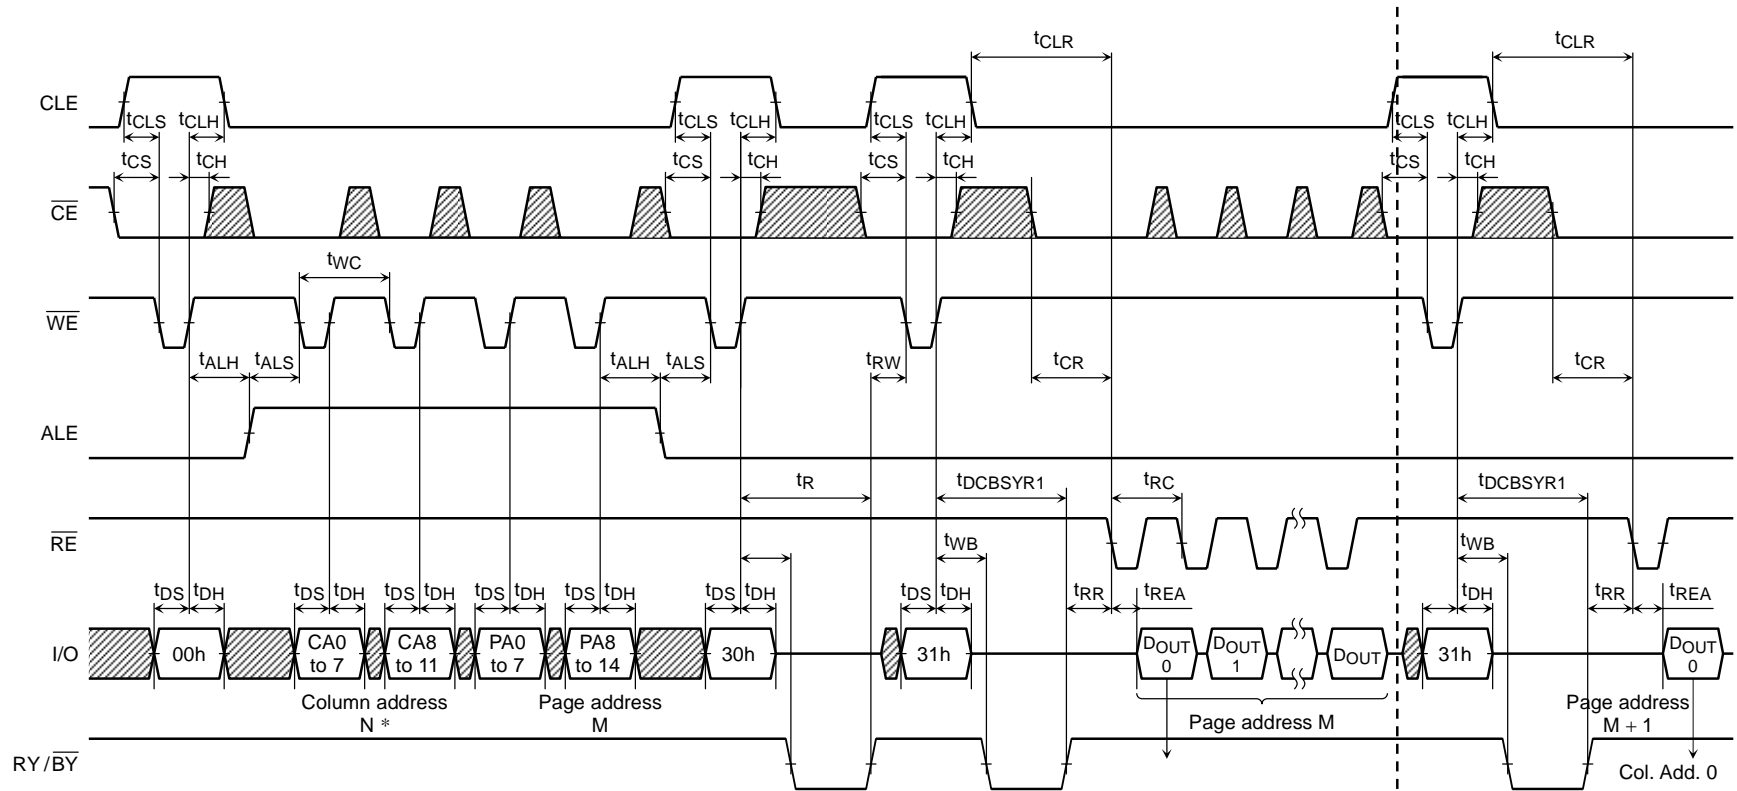 tCLR tCLR
CLE
tCLS tCLH tCLS tCLH tCLS tCLH tCLS tCLH
tCS tCH tCS tCH tCS tCH tCS tCH
CE
tWC
WE
tALH tALS tALH tALS tRW tCR tCR
ALE
tR tDCBSYR1 tRC tDCBSYR1
RE
tWB tWB
tDS tDH tDS tDH tDS tDH tDS tDH tDS tDH tDS tDH tDS tDH tRR tREA tDH tRR tREA
I/O 00h CA0 to 7 CA8 to 11 PA0 to 7 PA8 to 14 30h 31h DOUT 0 DOUT 1 DOUT 31h DOUT 0
Column address N *
Page address M
Page address M
Page address M + 1
RY/BY
Col. Add. 0